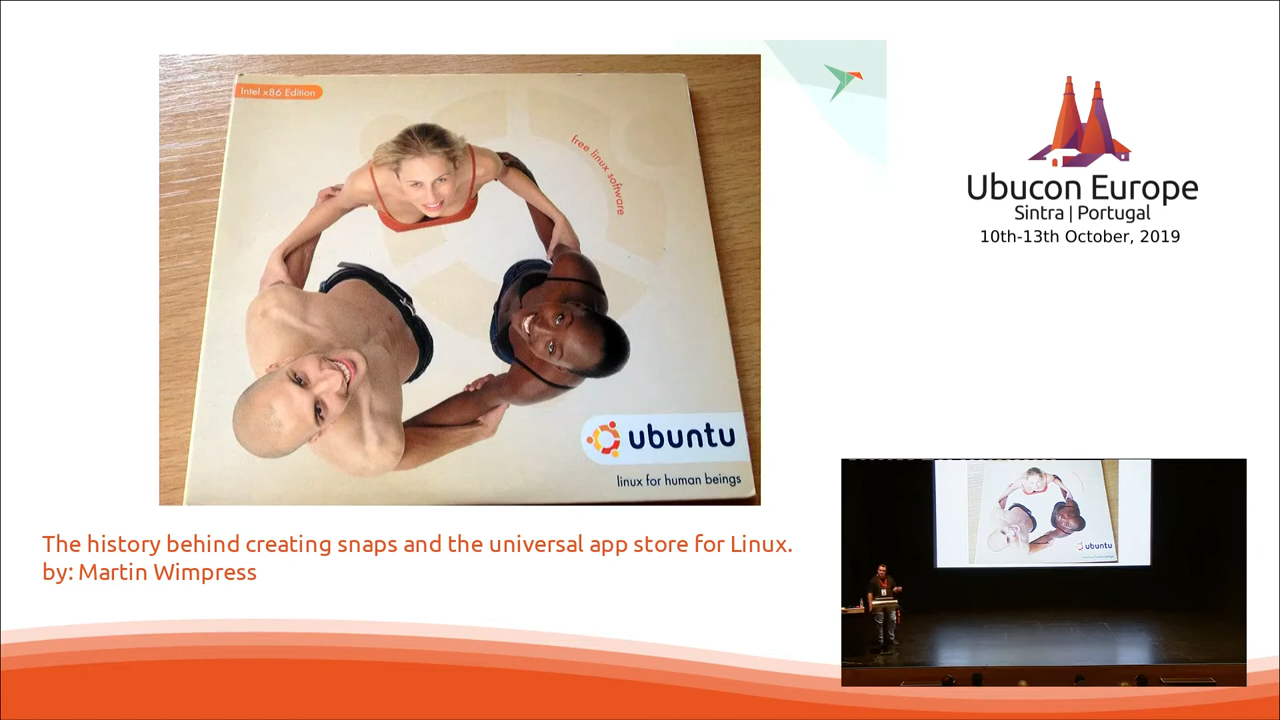 Intel x86 Edition
free linux software
ubuntu
linux for human beings
Ubucon Europe
Sintra | Portugal
10th-13th October, 2019
The history behind creating snaps and the universal app store for Linux.
by: Martin Wimpress
ubuntu